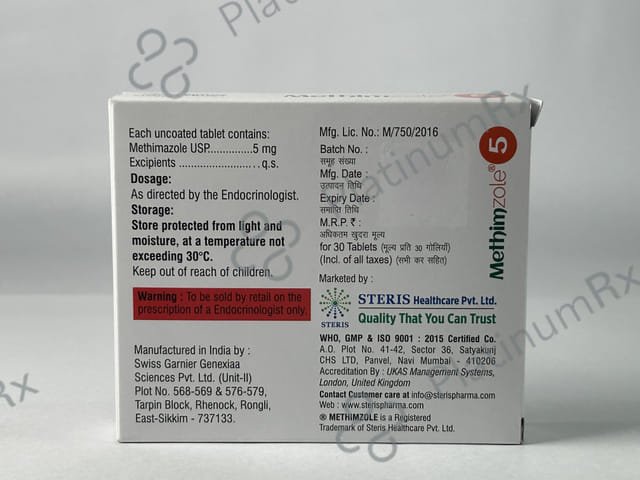 Each uncoated tablet contains:
Methimazole USP..............5 mg
Excipients ........................q.s.
Dosage:
As directed by the Endocrinologist.
Storage:
Store protected from light and
moisture, at a temperature not
exceeding 30°C.
Keep out of reach of children.
Warning : To be sold by retail on the
prescription of a Endocrinologist only.
Manufactured in India by :
Swiss Garnier Genexiaa
Sciences Pvt. Ltd. (Unit-II)
Plot No. 568-569 & 576-579,
Tarpin Block, Rhenock, Rongli,
East-Sikkim - 737133.
Mfg. Lic. No.: M/750/2016
Batch No. :
समूह संख्या
Mfg. Date :
उत्पादन तिथि
Expiry Date :
समाप्ति तिथि
M.R.P. ₹ :
अधिकतम खुदरा मूल्य
for 30 Tablets (मूल्य प्रति 30 गोलियाँ)
(Incl. of all taxes) (सभी कर सहित)
Marketed by :
STERIS Healthcare Pvt. Ltd.
Quality That You Can Trust
STERIS
WHO, GMP & ISO 9001 : 2015 Certified Co.
A.O. Plot No. 41-42, Sector 36, Satyakunj
CHS LTD, Panvel, Navi Mumbai - 410206
Accreditation By : UKAS Management Systems,
London, United Kingdom
Contact Customer care at info@sterispharma.com
Web : www.sterispharma.com
® METHIMZOLE is a Registered
Trademark of Steris Healthcare Pvt. Ltd.
Methimzole® 5
PlatinumRx
PlatinumRx
PlatinumRx